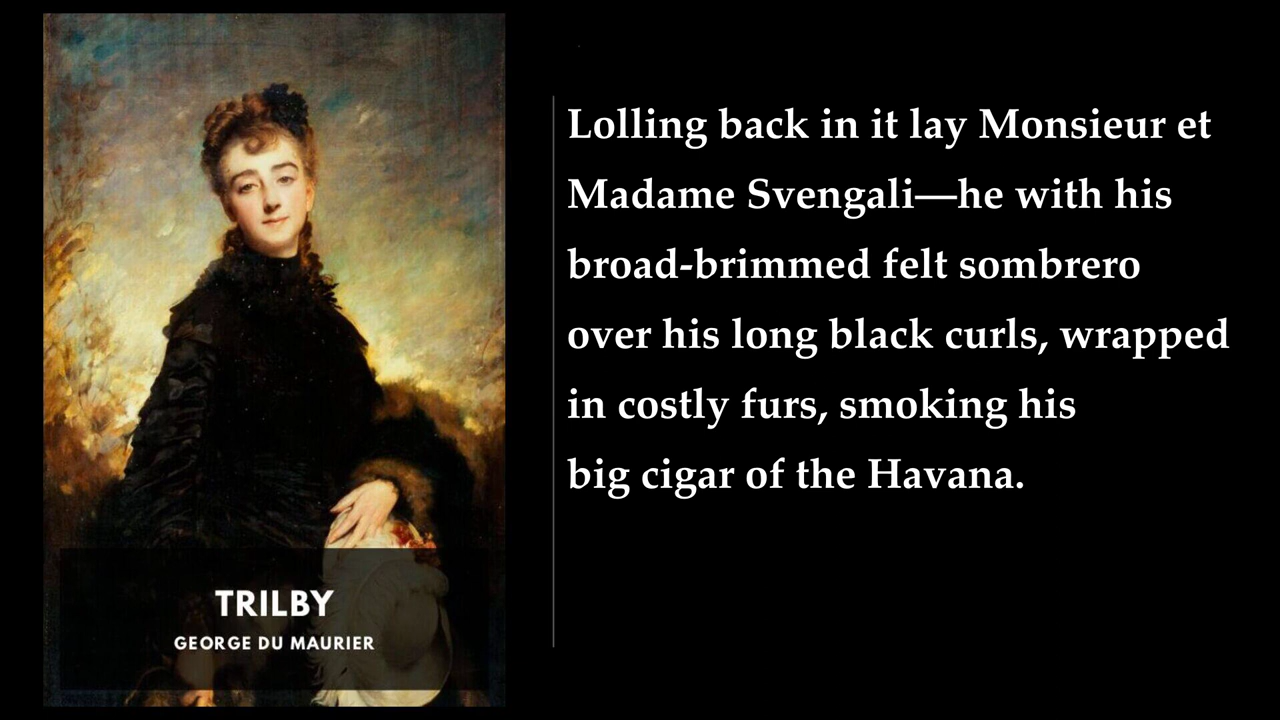 Lolling back in it lay Monsieur et
Madame Svengali—he with his
broad-brimmed felt sombrero
over his long black curls, wrapped
in costly furs, smoking his
big cigar of the Havana.
TRILBY
GEORGE DU MAURIER